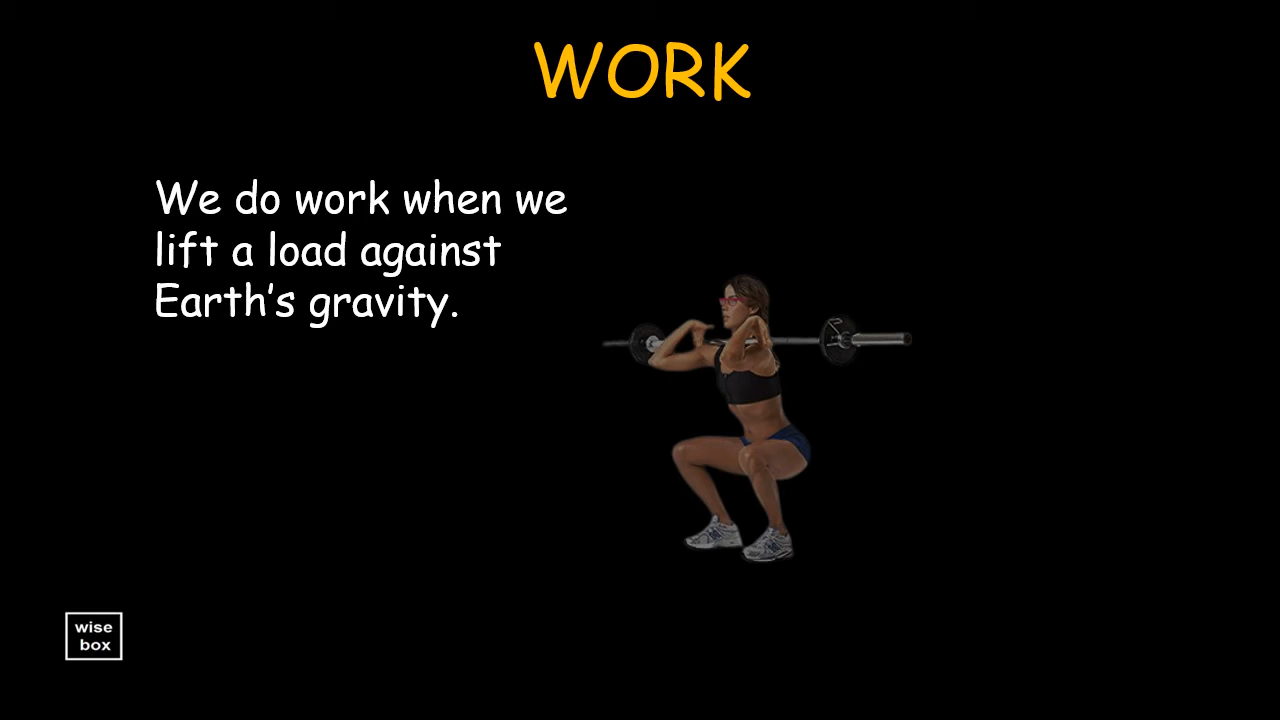 WORK
We do work when we
lift a load against
Earth's gravity.
wise
box